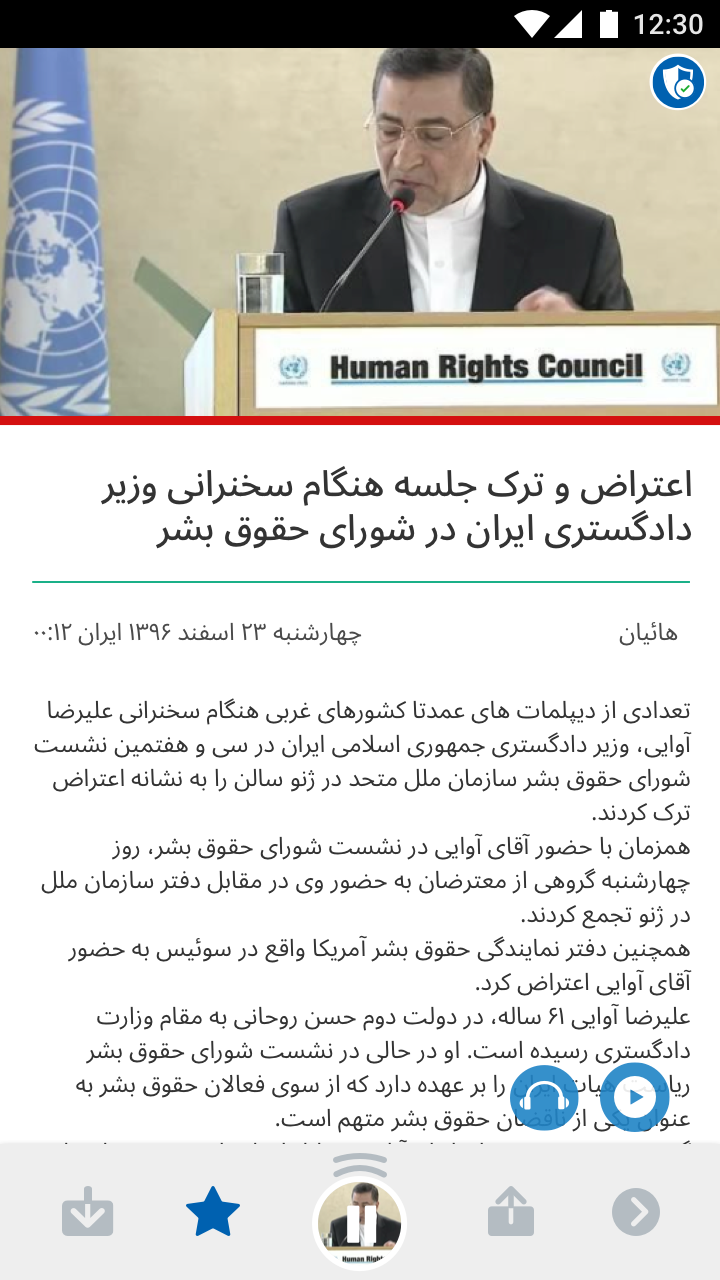 12:30
Human Rights Council
اعتراض و ترک جلسه هنگام سخنرانی وزیر
دادگستری ایران در شورای حقوق بشر
هائیان
چهارشنبه ۲۳ اسفند ۱۳۹۶ ایران ۰۰:۱۲
تعدادی از دیپلمات های عمدتا کشورهای غربی هنگام سخنرانی علیرضا
آوایی، وزیر دادگستری جمهوری اسلامی ایران در سی و هفتمین نشست
شورای حقوق بشر سازمان ملل متحد در ژنو سالن را به نشانه اعتراض
ترک کردند.
همزمان با حضور آقای آوایی در نشست شورای حقوق بشر، روز
چهارشنبه گروهی از معترضان به حضور وی در مقابل دفتر سازمان ملل
در ژنو تجمع کردند.
همچنین دفتر نمایندگی حقوق بشر آمریکا واقع در سوئیس به حضور
آقای آوایی اعتراض کرد.
علیرضا آوایی ۶۱ ساله، در دولت دوم حسن روحانی به مقام وزارت
دادگستری رسیده است. او در حالی در نشست شورای حقوق بشر
ریاست هیات ایران را بر عهده دارد که از سوی فعالان حقوق بشر به
عنوان یکی از ناقضان حقوق بشر متهم است.
Human Right